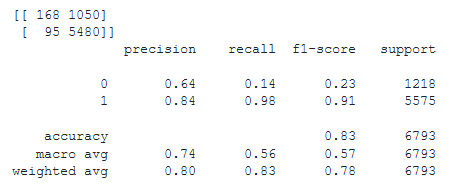 [[ 168 1050]
[ 95 5480]]
precision recall f1-score support
0 0.64 0.14 0.23 1218
1 0.84 0.98 0.91 5575
accuracy 0.83 6793
macro avg 0.74 0.56 0.57 6793
weighted avg 0.80 0.83 0.78 6793